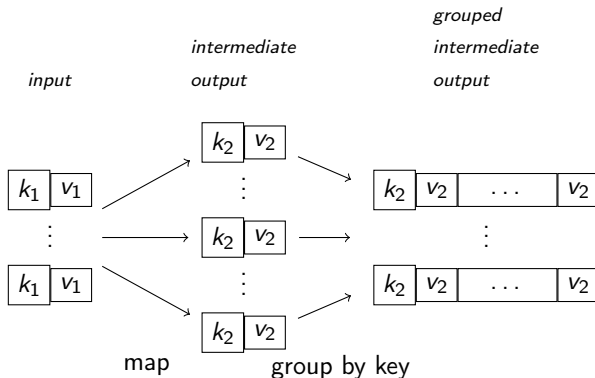 grouped
intermediate intermediate
input output output
k₂ v₂
k₁ v₁ ⋮ k₂ v₂ ... v₂
⋮ k₂ v₂ ⋮
k₁ v₁ ⋮ k₂ v₂ ... v₂
k₂ v₂
map group by key